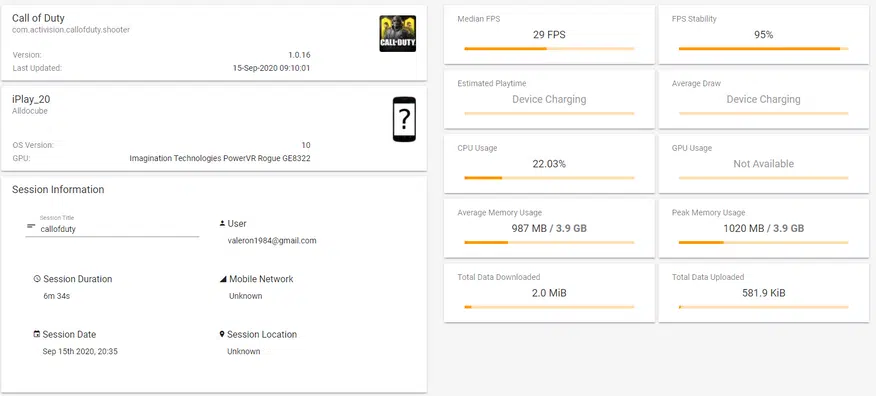 Call of Duty
com.activision.callofduty.shooter
CALL·DUTY
Version: 1.0.16
Last Updated: 15-Sep-2020 09:10:01
iPlay_20
Alldocube
?
OS Version: 10
GPU: Imagination Technologies PowerVR Rogue GE8322
Session Information
Session Title
callofduty
User
valeron1984@gmail.com
Session Duration
6m 34s
Mobile Network
Unknown
Session Date
Sep 15th 2020, 20:35
Session Location
Unknown
Median FPS
29 FPS
FPS Stability
95%
Estimated Playtime
Device Charging
Average Draw
Device Charging
CPU Usage
22.03%
GPU Usage
Not Available
Average Memory Usage
987 MB / 3.9 GB
Peak Memory Usage
1020 MB / 3.9 GB
Total Data Downloaded
2.0 MiB
Total Data Uploaded
581.9 KiB